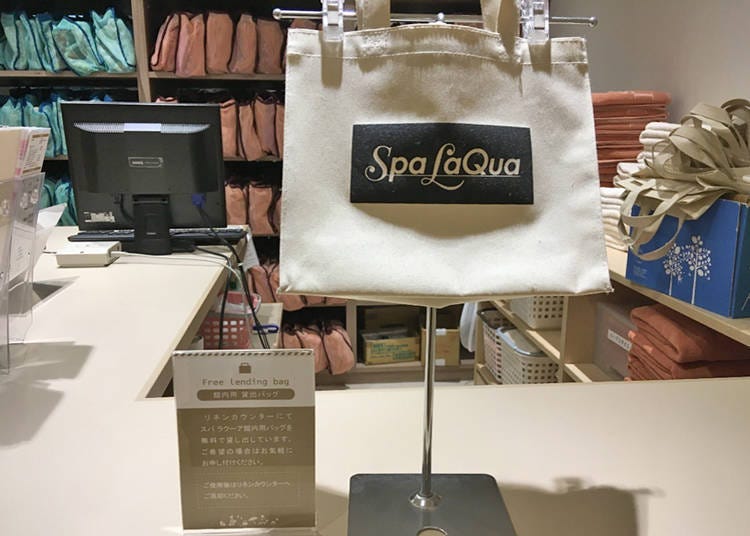 Spa LaQua
Free lending bag
館内用 貸出バッグ
リネンカウンターにて
スパ ラクーア館内用バッグを
無料で貸し出しています。
ご希望の場合はお気軽に
お申し付けください。
ご使用後はリネンカウンターへ
ご返却ください。